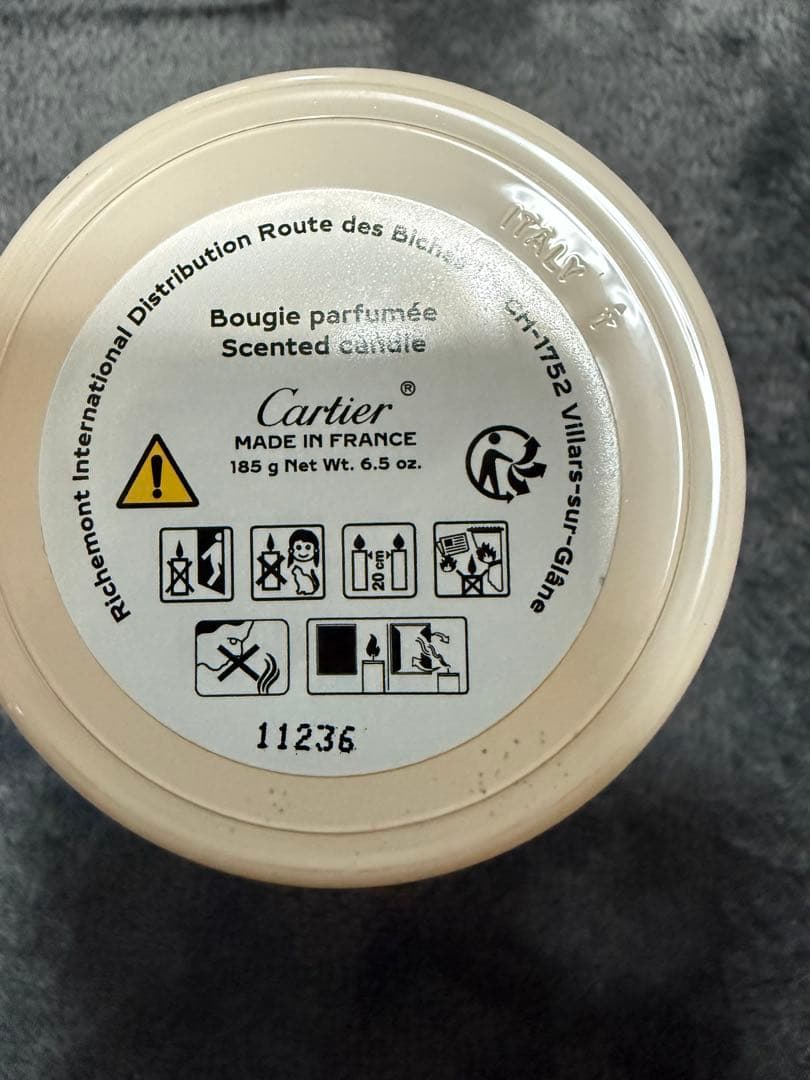 Richemont International Distribution Route des Biches
CH-1752 Villars-sur-Glâne
Bougie parfumée
Scented candle
Cartier ®
MADE IN FRANCE
185 g Net Wt. 6.5 oz.
20 cm
11236
ITALY